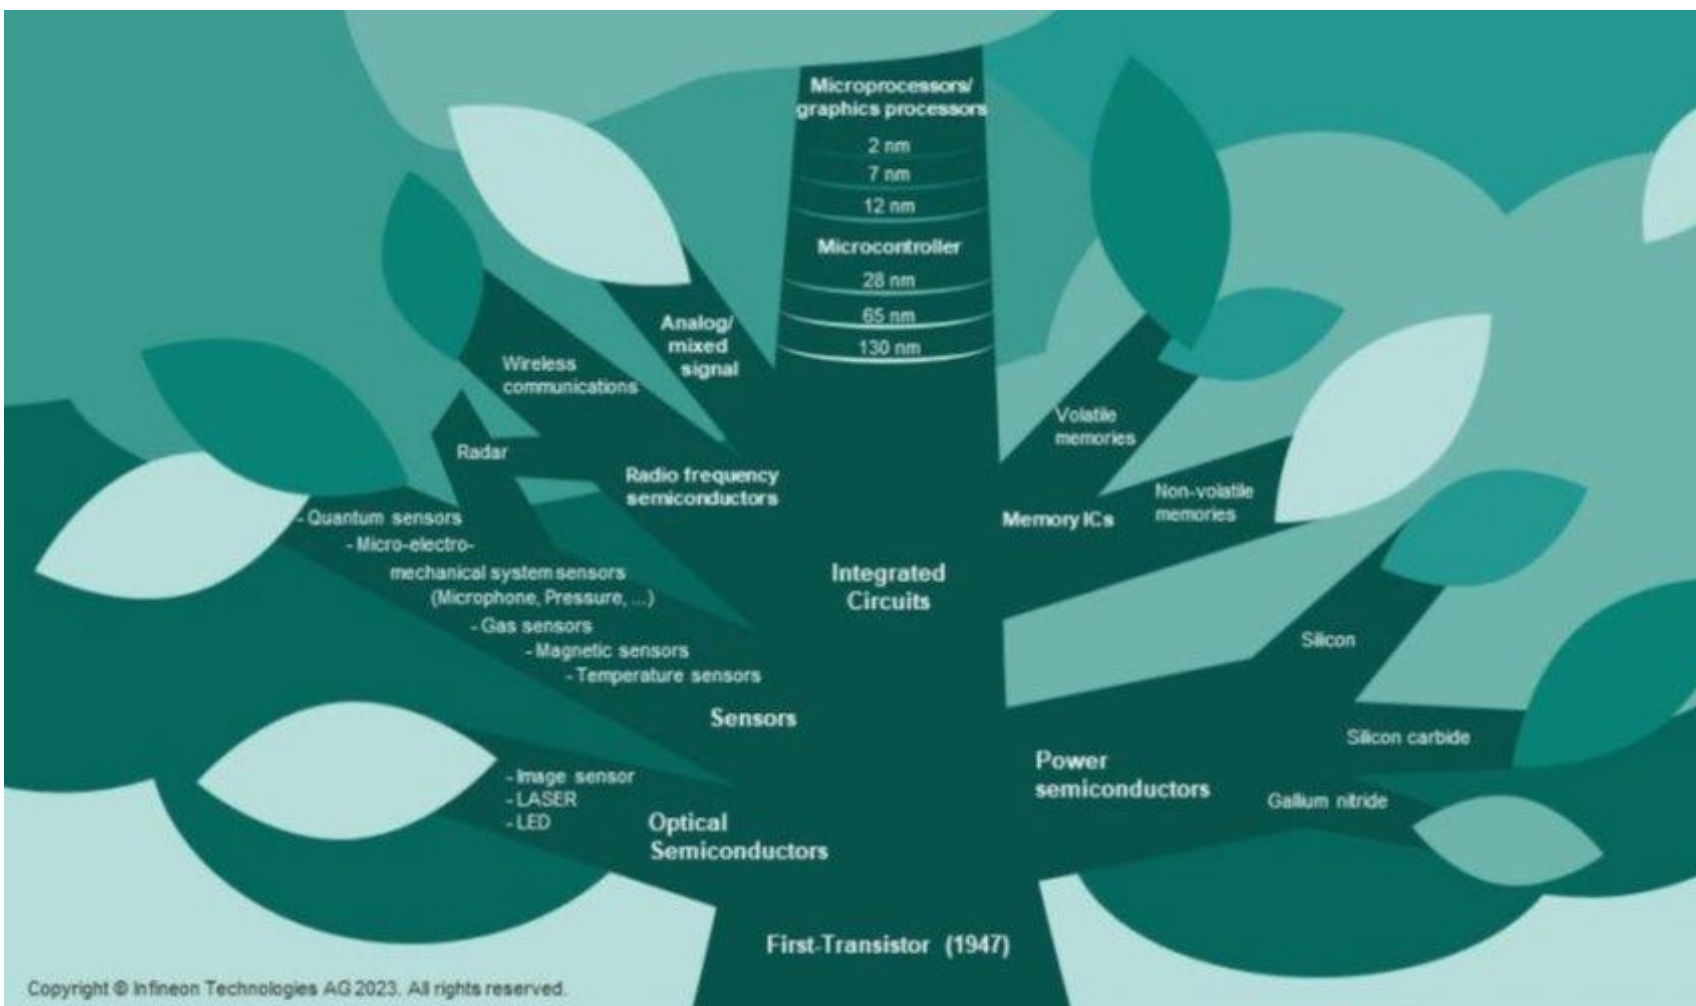 Microprocessors/
graphics processors
2 nm
7 nm
12 nm
Microcontroller
28 nm
65 nm
130 nm
Analog/
mixed
signal
Wireless
communications
Radar
Radio frequency
semiconductors
- Quantum sensors
- Micro-electro-
mechanical system sensors
(Microphone, Pressure, ...)
- Gas sensors
- Magnetic sensors
- Temperature sensors
Sensors
- Image sensor
- LASER
- LED
Optical
Semiconductors
Integrated
Circuits
Volatile
memories
Non-volatile
memories
Memory ICs
Silicon
Silicon carbide
Gallium nitride
Power
semiconductors
First-Transistor (1947)
Copyright © Infineon Technologies AG 2023. All rights reserved.